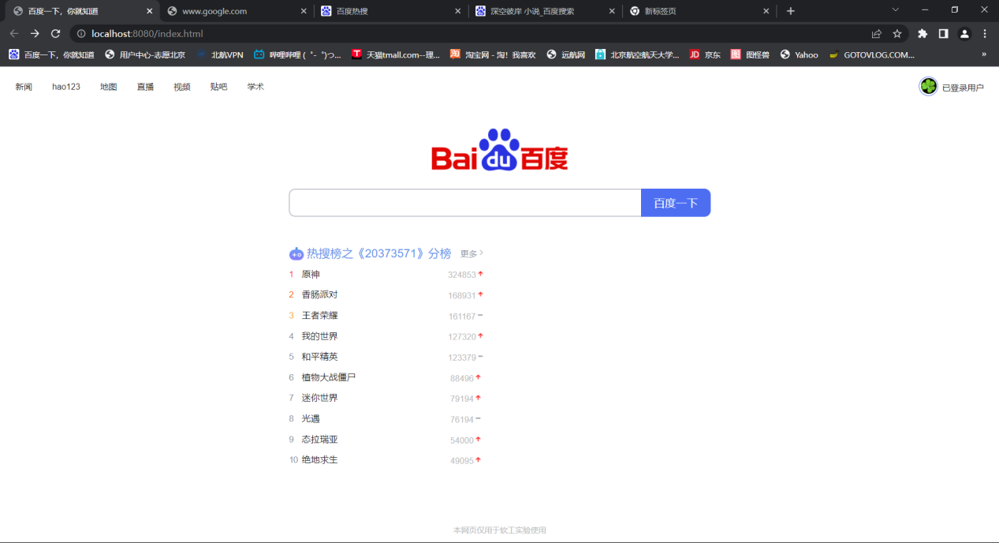 百度一下，你就知道
www.google.com
百度热搜
深空彼岸 小说_百度搜索
新标签页
localhost:8080/index.html
百度一下，你就知道
用户中心-志愿北京
北航VPN
哔哩哔哩 ( ゜- ゜)つ...
天猫tmall.com--理...
淘宝网 - 淘！我喜欢
远航网
北京航空航天大学...
京东
图怪兽
Yahoo
GOTOVLOG.COM...
»
新闻 hao123 地图 直播 视频 贴吧 学术
已登录用户
Bai du 百度
百度一下
热搜榜之《20373571》分榜 更多
1 原神 324853
2 香肠派对 168931
3 王者荣耀 161167
4 我的世界 127320
5 和平精英 123379
6 植物大战僵尸 88496
7 迷你世界 79194
8 光遇 76194
9 态拉瑞亚 54000
10 绝地求生 49095
本网页仅用于软工实验使用